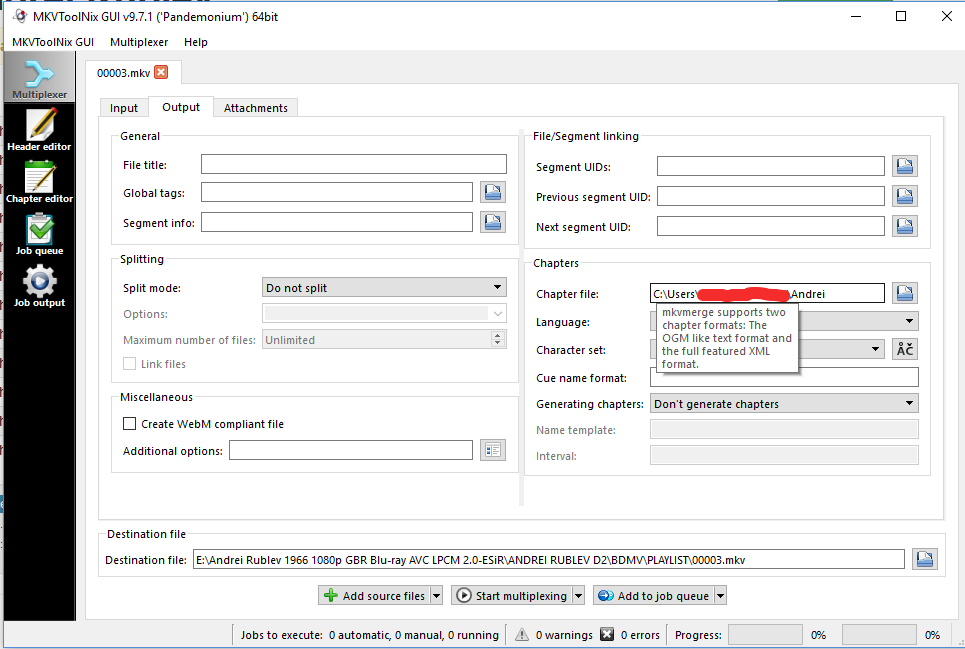 MKVToolNix GUI v9.7.1 ('Pandemonium') 64bit
MKVToolNix GUI Multiplexer Help
Multiplexer
Header editor
Chapter editor
Job queue
Job output
00003.mkv
Input Output Attachments
General
File title:
Global tags:
Segment info:
Splitting
Split mode: Do not split
Options:
Maximum number of files: Unlimited
Link files
Miscellaneous
Create WebM compliant file
Additional options:
File/Segment linking
Segment UIDs:
Previous segment UID:
Next segment UID:
Chapters
Chapter file: C:\Users\ \Andrei
mkvmerge supports two
chapter formats: The
OGM like text format and
the full featured XML
format.
Language:
Character set: ÅČ
Cue name format:
Generating chapters: Don't generate chapters
Name template:
Interval:
Destination file
Destination file: E:\Andrei Rublev 1966 1080p GBR Blu-ray AVC LPCM 2.0-ESiR\ANDREI RUBLEV D2\BDMV\PLAYLIST\00003.mkv
Add source files Start multiplexing Add to job queue
Jobs to execute: 0 automatic, 0 manual, 0 running 0 warnings 0 errors Progress: 0% 0%